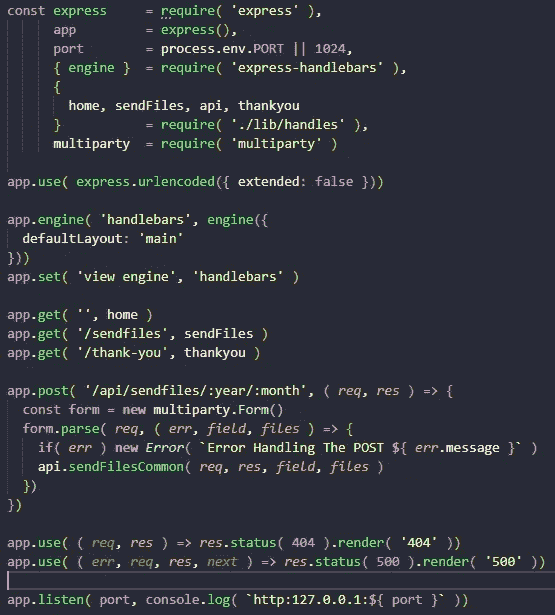 const express     = require( 'express' ),
      app         = express(),
      port        = process.env.PORT || 1024,
      { engine }  = require( 'express-handlebars' ),
      {
        home, sendFiles, api, thankyou
      }           = require( './lib/handles' ),
      multiparty  = require( 'multiparty' )
app.use( express.urlencoded({ extended: false }))
app.engine( 'handlebars', engine({
  defaultLayout: 'main'
}))
app.set( 'view engine', 'handlebars' )
app.get( '', home )
app.get( '/sendfiles', sendFiles )
app.get( '/thank-you', thankyou )
app.post( '/api/sendfiles/:year/:month', ( req, res ) => {
  const form = new multiparty.Form()
  form.parse( req, ( err, field, files ) => {
    if( err ) new Error( `Error Handling The POST ${ err.message }` )
    api.sendFilesCommon( req, res, field, files )
  })
})
app.use( ( req, res ) => res.status( 404 ).render( '404' ))
app.use( ( err, req, res, next ) => res.status( 500 ).render( '500' ))
app.listen( port, console.log( `http:127.0.0.1:${ port }` ))